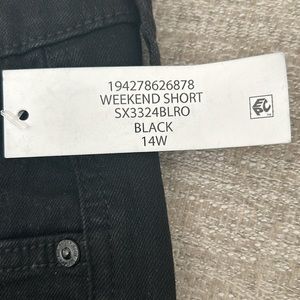 194278626878
WEEKEND SHORT
SX3324BLRO
BLACK
14W